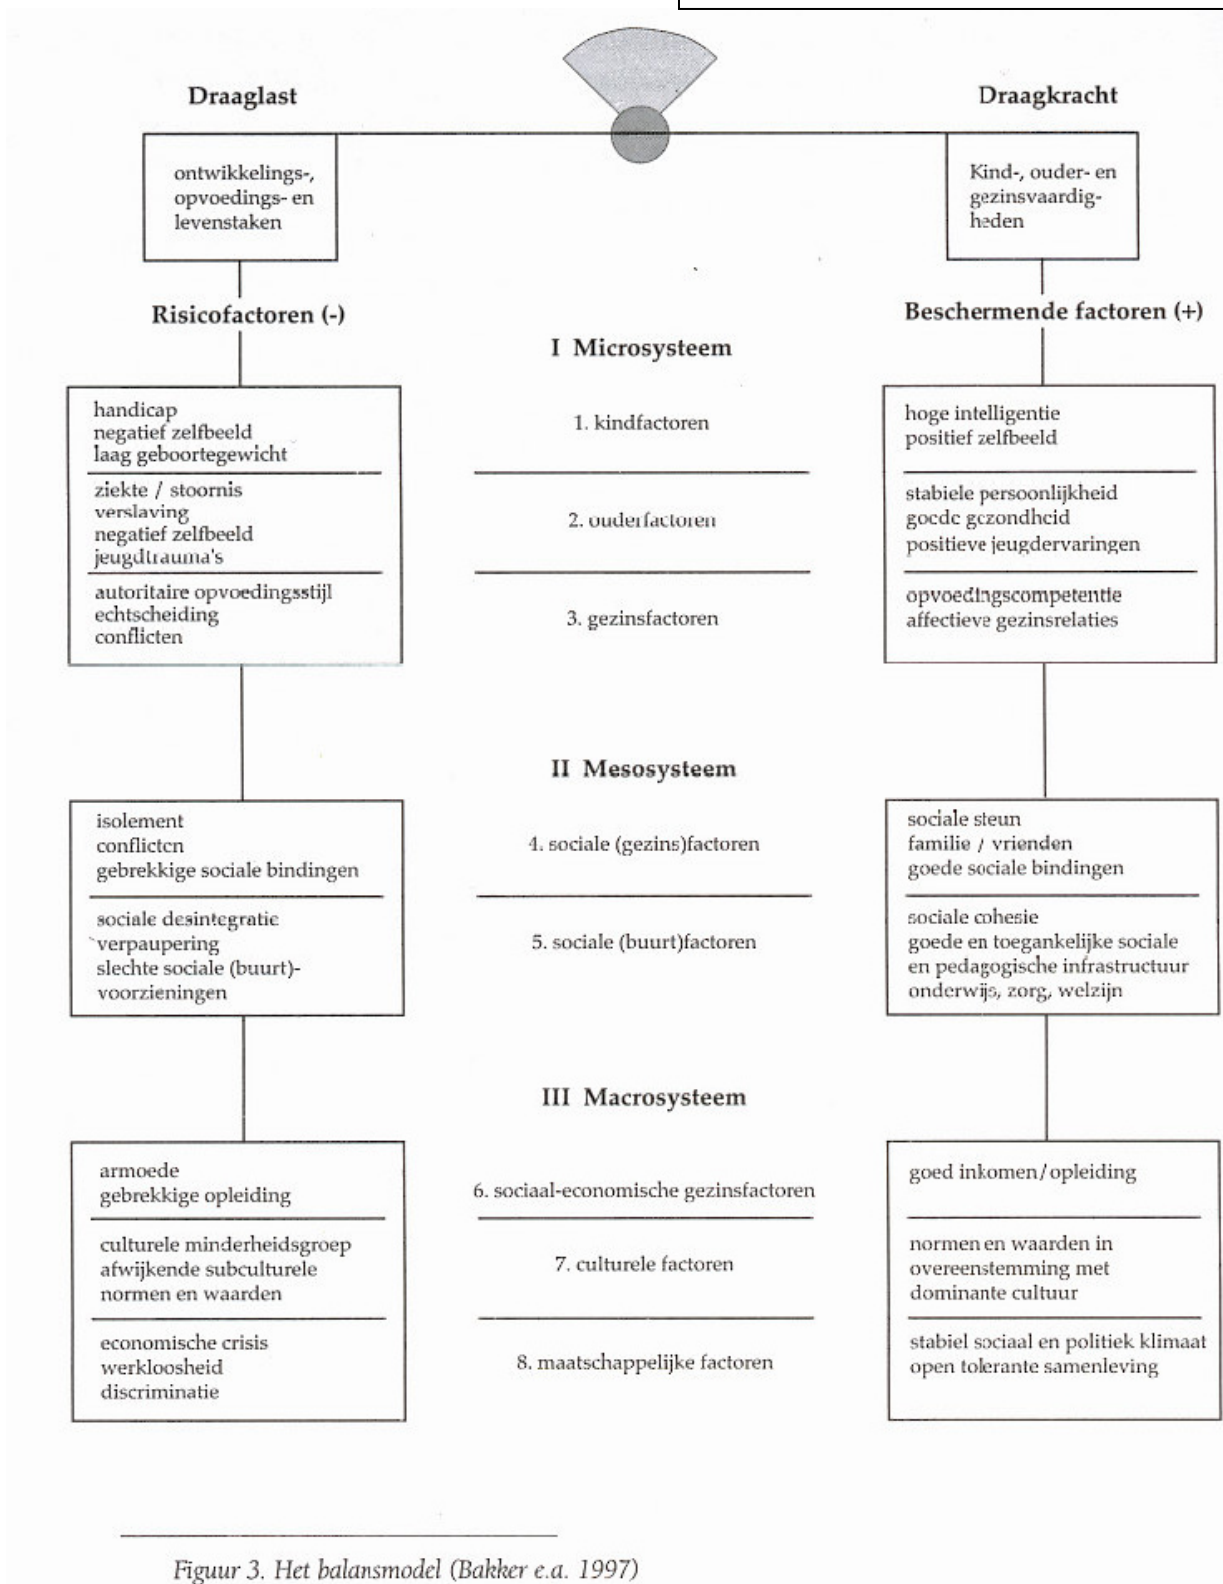 Draaglast
Draagkracht
ontwikkelings-,
opvoedings- en
levenstaken
Kind-, ouder- en
gezinsvaardig-
heden
Risicofactoren (-)
Beschermende factoren (+)
I Microsysteem
handicap
negatief zelfbeeld
laag geboortegewicht
1. kindfactoren
hoge intelligentie
positief zelfbeeld
ziekte / stoornis
verslaving
negatief zelfbeeld
jeugdtrauma's
2. ouderfactoren
stabiele persoonlijkheid
goede gezondheid
positieve jeugdervaringen
autoritaire opvoedingsstijl
echtscheiding
conflicten
3. gezinsfactoren
opvoedingscompetentie
affectieve gezinsrelaties
II Mesosysteem
isolement
conflicten
gebrekkige sociale bindingen
4. sociale (gezins)factoren
sociale steun
familie / vrienden
goede sociale bindingen
sociale desintegratie
verpaupering
slechte sociale (buurt)-
voorzieningen
5. sociale (buurt)factoren
sociale cohesie
goede en toegankelijke sociale
en pedagogische infrastructuur
onderwijs, zorg, welzijn
III Macrosysteem
armoede
gebrekkige opleiding
6. sociaal-economische gezinsfactoren
goed inkomen/opleiding
culturele minderheidsgroep
afwijkende subculturele
normen en waarden
7. culturele factoren
normen en waarden in
overeenstemming met
dominante cultuur
economische crisis
werkloosheid
discriminatie
8. maatschappelijke factoren
stabiel sociaal en politiek klimaat
open tolerante samenleving
Figuur 3. Het balansmodel (Bakker e.a. 1997)